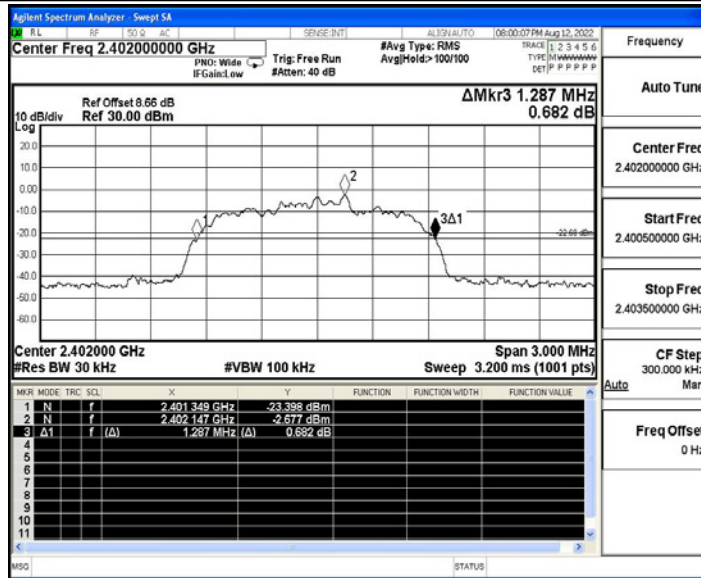 Agilent Spectrum Analyzer - Swept SA
RL RF 50 Ω AC SENSE:INT ALIGNAUTO 08:00:07 PM Aug 12, 2022
Center Freq 2.402000000 GHz
PNO: Wide
IFGain:Low
Trig: Free Run
#Atten: 40 dB
#Avg Type: RMS
Avg|Hold:> 100/100
TRACE 1 2 3 4 5 6
TYPE M W W W W W
DET P P P P P P
Ref Offset 8.66 dB
Ref 30.00 dBm
ΔMkr3 1.287 MHz
0.682 dB
10 dB/div
Log
20.0
10.0
0.00
-10.0
-20.0
-30.0
-40.0
-50.0
-60.0
1
2
3Δ1
Center 2.402000 GHz
#Res BW 30 kHz
#VBW 100 kHz
Span 3.000 MHz
Sweep 3.200 ms (1001 pts)
MKR MODE TRC SCL X Y FUNCTION FUNCTION WIDTH FUNCTION VALUE
1 N f 2.401 349 GHz -23.398 dBm
2 N f 2.402 147 GHz -2.677 dBm
3 Δ1 f (Δ) 1.287 MHz (Δ) 0.682 dB
4
5
6
7
8
9
10
11
MSG
STATUS
Frequency
Auto Tune
Center Freq
2.402000000 GHz
Start Freq
2.400500000 GHz
Stop Freq
2.403500000 GHz
CF Step
300.000 kHz
Auto Man
Freq Offset
0 Hz